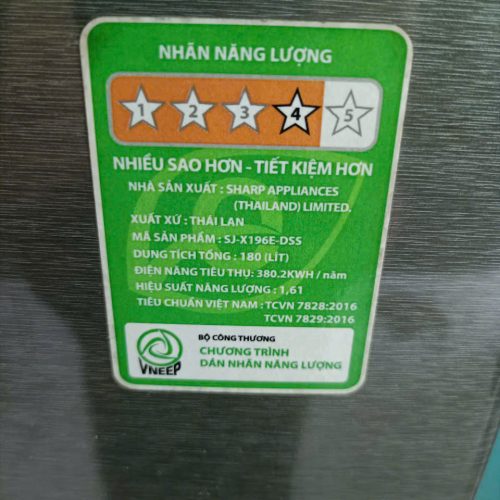 NHÃN NĂNG LƯỢNG
1 2 3 4 5
NHIỀU SAO HƠN - TIẾT KIỆM HƠN
NHÀ SẢN XUẤT : SHARP APPLIANCES
(THAILAND) LIMITED.
XUẤT XỨ : THÁI LAN
MÃ SẢN PHẨM : SJ-X196E-DSS
DUNG TÍCH TỔNG : 180 (LÍT)
ĐIỆN NĂNG TIÊU THỤ: 380.2KWH / năm
HIỆU SUẤT NĂNG LƯỢNG : 1,61
TIÊU CHUẨN VIỆT NAM : TCVN 7828:2016
TCVN 7829:2016
BỘ CÔNG THƯƠNG
CHƯƠNG TRÌNH
DÁN NHÃN NĂNG LƯỢNG
VNEEP